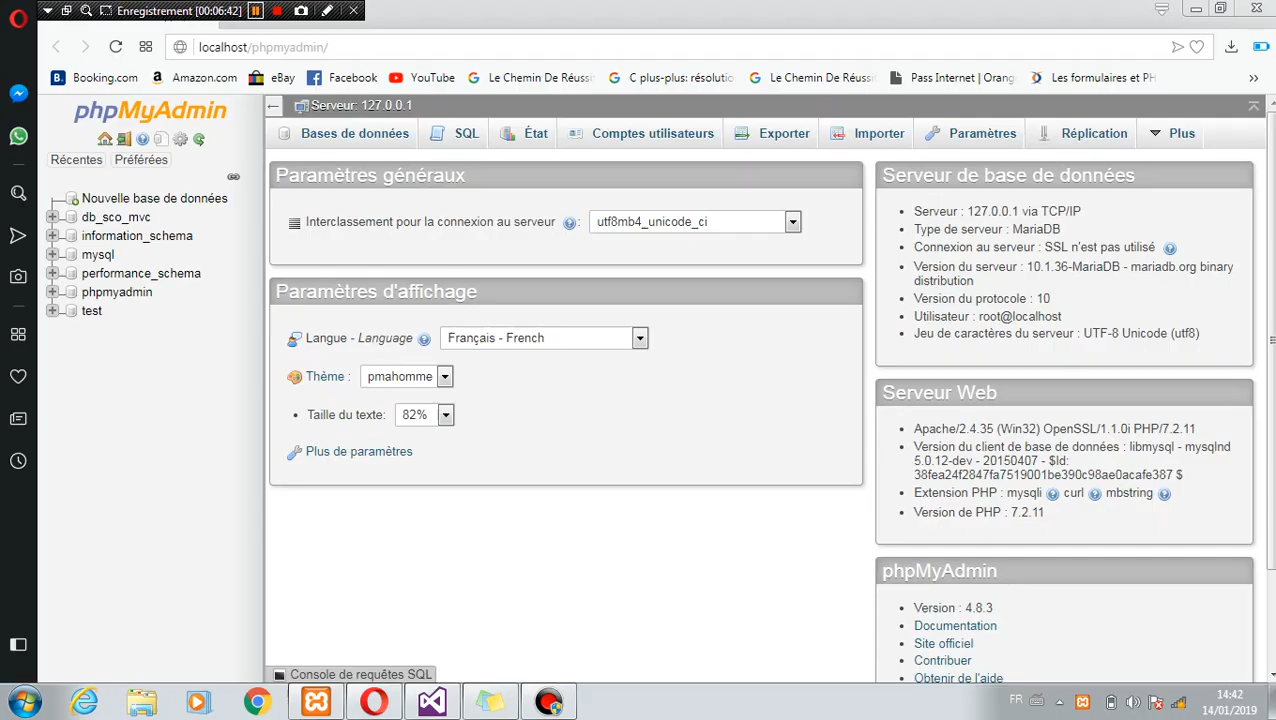 Enregistrement [00:06:42]
localhost/phpmyadmin/
B. Booking.com
a Amazon.com
eBay
Facebook
YouTube
G Le Chemin De Réussi
G C plus-plus: résolutio
G Le Chemin De Réussi
Pass Internet | Orang
Les formulaires et PH
»
phpMyAdmin
Récentes
Préférées
Nouvelle base de données
db_sco_mvc
information_schema
mysql
performance_schema
phpmyadmin
test
Serveur: 127.0.0.1
Bases de données
SQL
État
Comptes utilisateurs
Exporter
Importer
Paramètres
Réplication
Plus
Paramètres généraux
Interclassement pour la connexion au serveur
utf8mb4_unicode_ci
Paramètres d'affichage
Langue - Language
Français - French
Thème :
pmahomme
Taille du texte:
82%
Plus de paramètres
Console de requêtes SQL
Serveur de base de données
Serveur : 127.0.0.1 via TCP/IP
Type de serveur : MariaDB
Connexion au serveur : SSL n'est pas utilisé
Version du serveur : 10.1.36-MariaDB - mariadb.org binary
distribution
Version du protocole : 10
Utilisateur : root@localhost
Jeu de caractères du serveur : UTF-8 Unicode (utf8)
Serveur Web
Apache/2.4.35 (Win32) OpenSSL/1.1.0i PHP/7.2.11
Version du client de base de données : libmysql - mysqlnd
5.0.12-dev - 20150407 - $Id:
38fea24f2847fa7519001be390c98ae0acafe387 $
Extension PHP : mysqli curl mbstring
Version de PHP : 7.2.11
phpMyAdmin
Version : 4.8.3
Documentation
Site officiel
Contribuer
Obtenir de l'aide
FR
14:42
14/01/2019